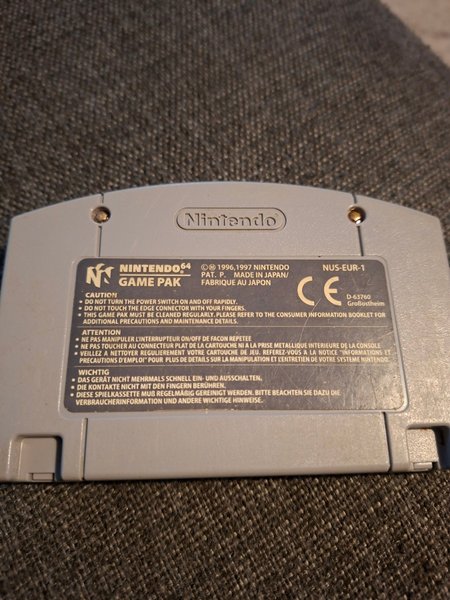 Nintendo
NINTENDO 64
GAME PAK
© Ⓜ 1996,1997 NINTENDO
PAT. P. MADE IN JAPAN/
FABRIQUE AU JAPON
NUS-EUR-1
CE
D-63760
Großostheim
CAUTION
• DO NOT TURN THE POWER SWITCH ON AND OFF RAPIDLY.
• DO NOT TOUCH THE EDGE CONNECTOR WITH YOUR FINGERS.
• THIS GAME PAK MUST BE CLEANED REGULARLY. PLEASE REFER TO THE CONSUMER INFORMATION BOOKLET FOR
ADDITIONAL PRECAUTIONS AND MAINTENANCE DETAILS.
ATTENTION
• NE PAS MANIPULER L'INTERRUPTEUR ON/OFF DE FACON REPETEE
• NE PAS TOUCHER AU CONNECTEUR PLAT DE LA CARTOUCHE NI A LA PRISE METALLIQUE INTERIEURE DE LA CONSOLE
• VEILLEZ A NETTOYER REGULIEREMENT VOTRE CARTOUCHE DE JEU. REFEREZ-VOUS A LA NOTICE "INFORMATIONS ET
PRECAUTIONS D'EMPLOI" POUR PLUS DE DETAILS SUR LA MANIPULATION ET L'ENTRETIEN DE VOTRE SYSTEME NINTENDO.
WICHTIG
• DAS GERÄT NICHT MEHRMALS SCHNELL EIN- UND AUSSCHALTEN.
• DIE KONTAKTE NICHT MIT DEN FINGERN BERÜHREN.
• DIESE SPIELKASSETTE MUß REGELMÄßIG GEREINIGT WERDEN. BITTE BEACHTEN SIE DAZU DIE
VERBRAUCHERINFORMATION UND ANDERE WICHTIGE HINWEISE.